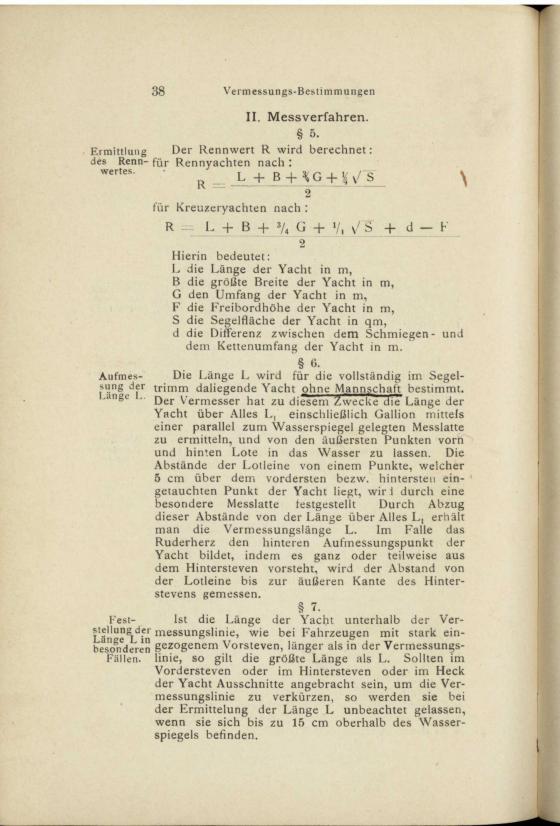 38 Vermessungs-Bestimmungen
II. Messverfahren.
§ 5.
Ermittlung des Renn-wertes.
Der Rennwert R wird berechnet:
für Rennyachten nach:
R = L + B + ¾ G + ½ √ S
2
für Kreuzeryachten nach:
R = L + B + ³/₄ G + ¹/₁ √ S + d — F
2
Hierin bedeutet:
L die Länge der Yacht in m,
B die größte Breite der Yacht in m,
G den Umfang der Yacht in m,
F die Freibordhöhe der Yacht in m,
S die Segelfläche der Yacht in qm,
d die Differenz zwischen dem Schmiegen- und
dem Kettenumfang der Yacht in m.
§ 6.
Aufmes-
sung der
Länge L.
Die Länge L wird für die vollständig im Segel-
trimm daliegende Yacht ohne Mannschaft bestimmt.
Der Vermesser hat zu diesem Zwecke die Länge der
Yacht über Alles L₁ einschließlich Gallion mittels
einer parallel zum Wasserspiegel gelegten Messlatte
zu ermitteln, und von den äußersten Punkten vorn
und hinten Lote in das Wasser zu lassen. Die
Abstände der Lotleine von einem Punkte, welcher
5 cm über dem vordersten bezw. hintersten ein-
getauchten Punkt der Yacht liegt, wird durch eine
besondere Messlatte festgestellt Durch Abzug
dieser Abstände von der Länge über Alles L₁ erhält
man die Vermessungslänge L. Im Falle das
Ruderherz den hinteren Aufmessungspunkt der
Yacht bildet, indem es ganz oder teilweise aus
dem Hintersteven vorsteht, wird der Abstand von
der Lotleine bis zur äußeren Kante des Hinter-
stevens gemessen.
§ 7.
Fest-
stellung der
Länge L in
besonderen
Fällen.
Ist die Länge der Yacht unterhalb der Ver-
messungslinie, wie bei Fahrzeugen mit stark ein-
gezogenem Vorsteven, länger als in der Vermessungs-
linie, so gilt die größte Länge als L. Sollten im
Vordersteven oder im Hintersteven oder im Heck
der Yacht Ausschnitte angebracht sein, um die Ver-
messungslinie zu verkürzen, so werden sie bei
der Ermittelung der Länge L unbeachtet gelassen,
wenn sie sich bis zu 15 cm oberhalb des Wasser-
spiegels befinden.